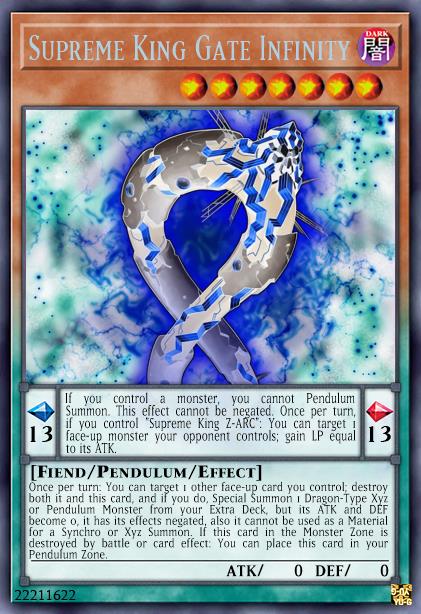 Supreme King Gate Infinity
DARK
闇
If you control a monster, you cannot Pendulum
Summon. This effect cannot be negated. Once per turn,
if you control "Supreme King Z-ARC": You can target 1
face-up monster your opponent controls; gain LP equal
to its ATK.
13
13
[Fiend/Pendulum/Effect]
Once per turn: You can target 1 other face-up card you control; destroy
both it and this card, and if you do, Special Summon 1 Dragon-Type Xyz
or Pendulum Monster from your Extra Deck, but its ATK and DEF
become 0, it has its effects negated, also it cannot be used as a Material
for a Synchro or Xyz Summon. If this card in the Monster Zone is
destroyed by battle or card effect: You can place this card in your
Pendulum Zone.
ATK/ 0 DEF/ 0
22211622